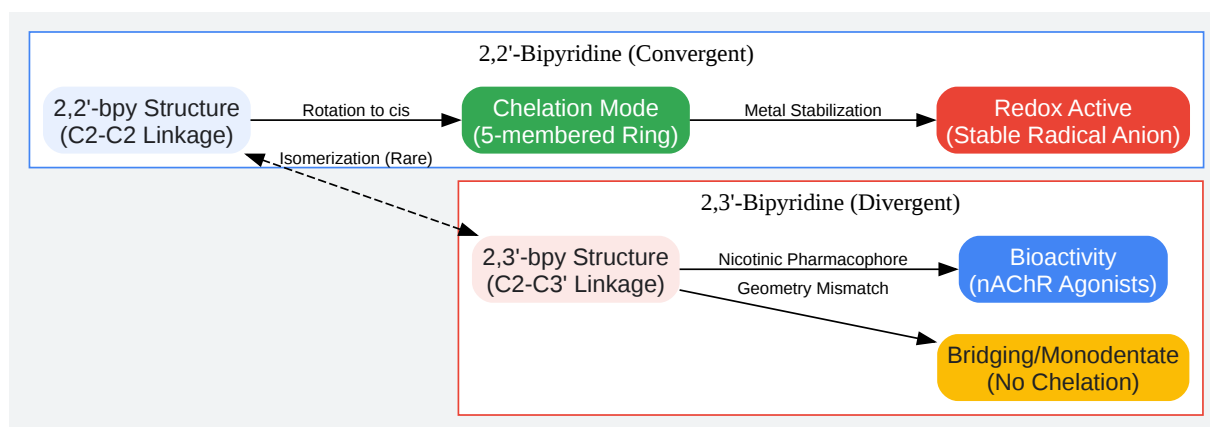 2,2'-Bipyridine (Convergent)
2,2'-bpy Structure
(C2-C2 Linkage)
Rotation to cis
Chelation Mode
(5-membered Ring)
Metal Stabilization
Redox Active
(Stable Radical Anion)
Isomerization (Rare)
2,3'-Bipyridine (Divergent)
2,3'-bpy Structure
(C2-C3' Linkage)
Nicotinic Pharmacophore
Bioactivity
(nAChR Agonists)
Geometry Mismatch
Bridging/Monodentate
(No Chelation)